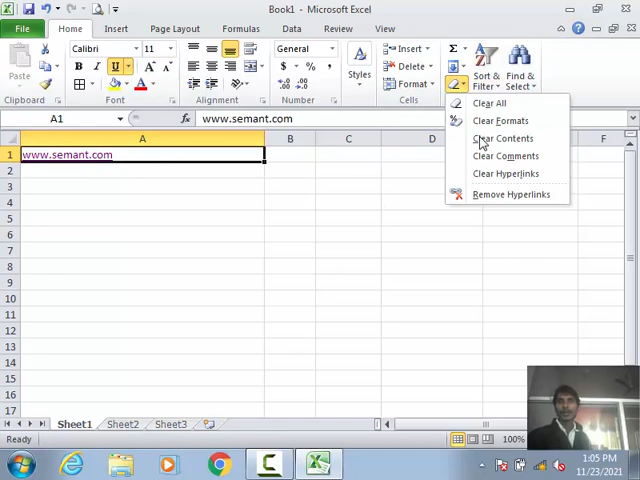 Book1 - Microsoft Excel
File
Home
Insert
Page Layout
Formulas
Data
Review
View
Paste
Clipboard
Calibri
11
B
I
U
A
A
A
Font
Alignment
General
$
%
,
Number
Styles
Insert
Delete
Format
Cells
Σ
Sort &
Filter
Find &
Select
Clear All
Clear Formats
Clear Contents
Clear Comments
Clear Hyperlinks
Remove Hyperlinks
A1
www.semant.com
A
B
C
D
F
1
www.semant.com
2
3
4
5
6
7
8
9
10
11
12
13
14
15
16
17
Sheet1
Sheet2
Sheet3
Ready
100%
1:05 PM
11/23/2021